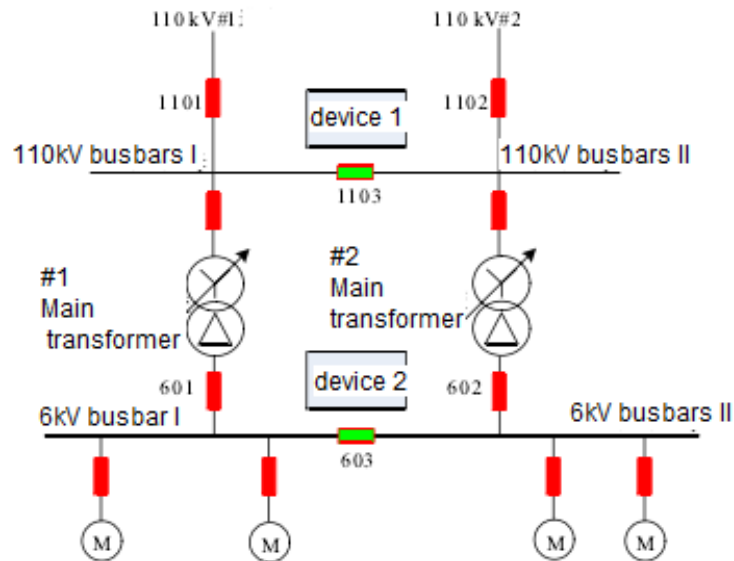 110 kV#1
110 kV#2
1101
device 1
1102
110kV busbars I
110kV busbars II
1103
#1
Main
transformer
#2
Main
transformer
601
device 2
602
6kV busbar I
6kV busbars II
603
M
M
M
M